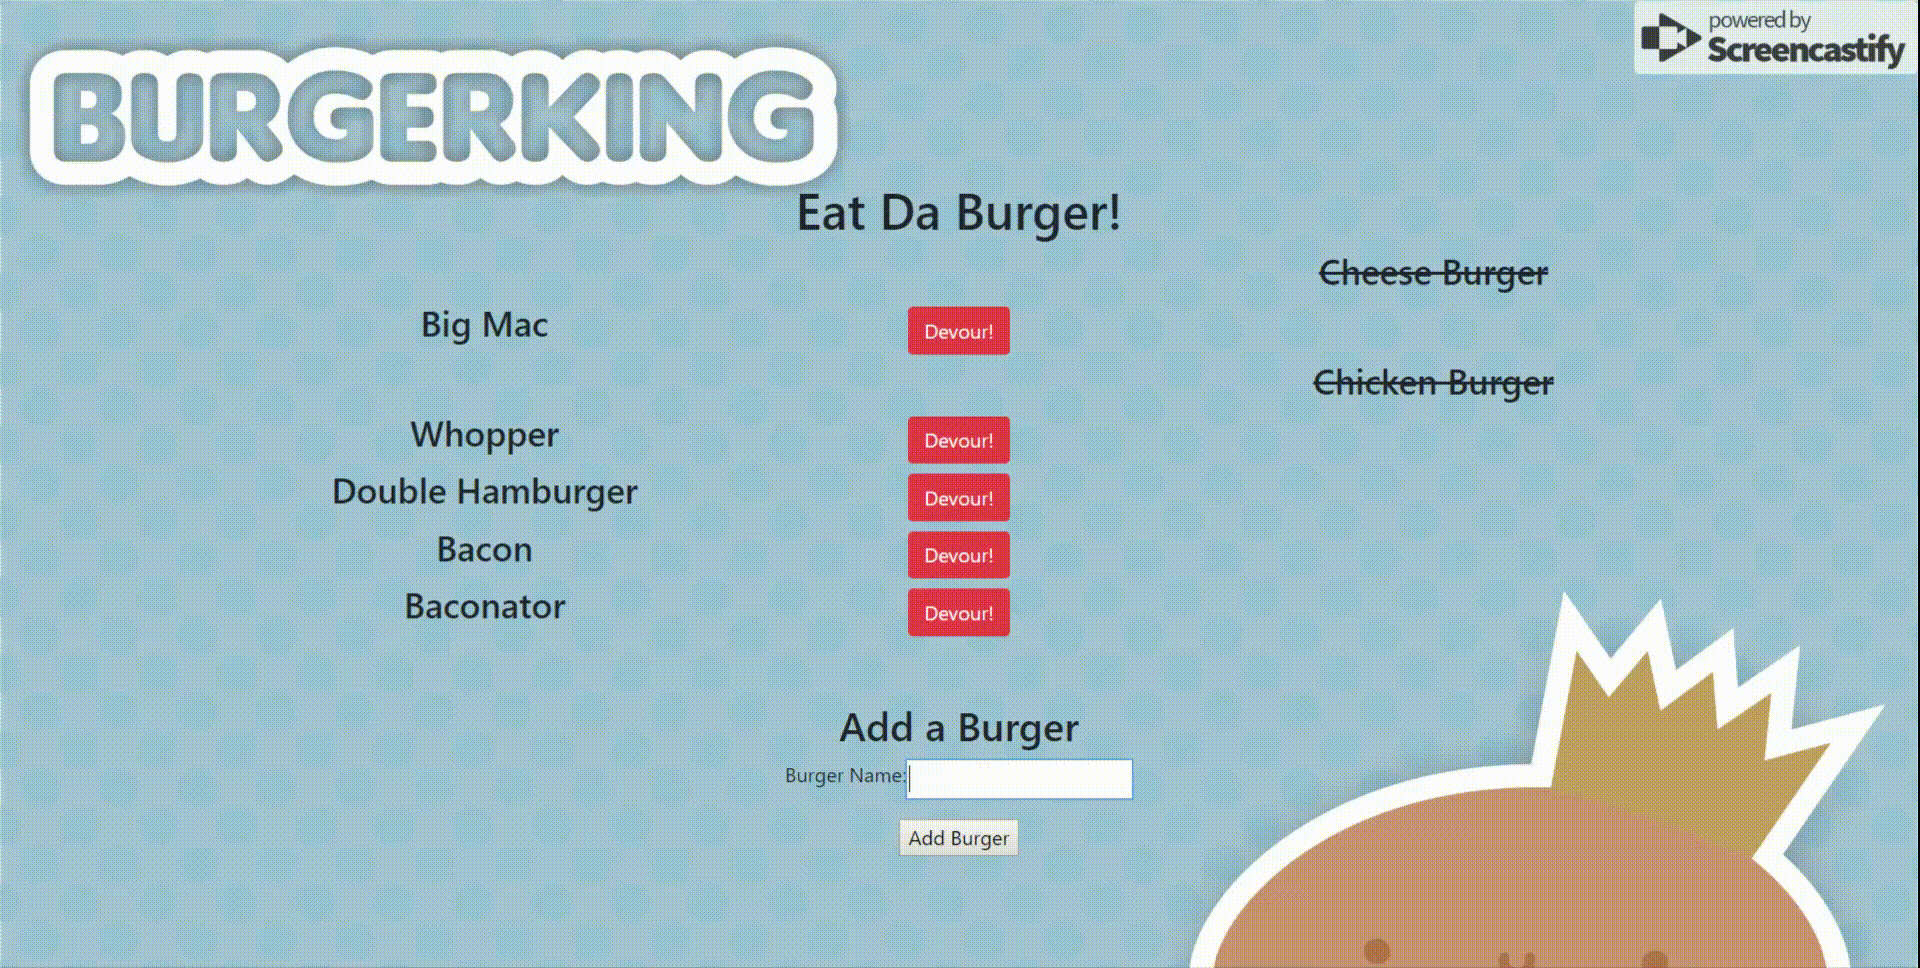 powered by
Screencastify
BURGERKING
Eat Da Burger!
Cheese Burger
Big Mac
Devour!
Chicken Burger
Whopper
Devour!
Double Hamburger
Devour!
Bacon
Devour!
Baconator
Devour!
Add a Burger
Burger Name:
Add Burger